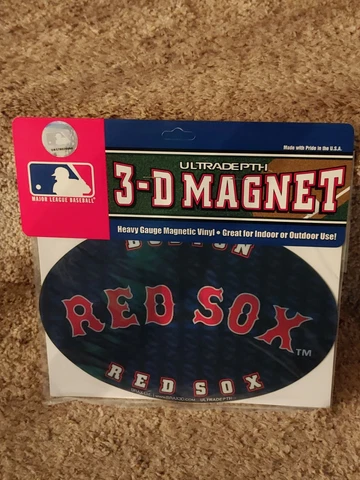 Made with Pride in the U.S.A.
ULTRADEPTH
3-D MAGNET
MAJOR LEAGUE BASEBALL
Heavy Gauge Magnetic Vinyl • Great for Indoor or Outdoor Use!
BOSTON
RED SOX
TM
RED SOX
ULTRADEPTH